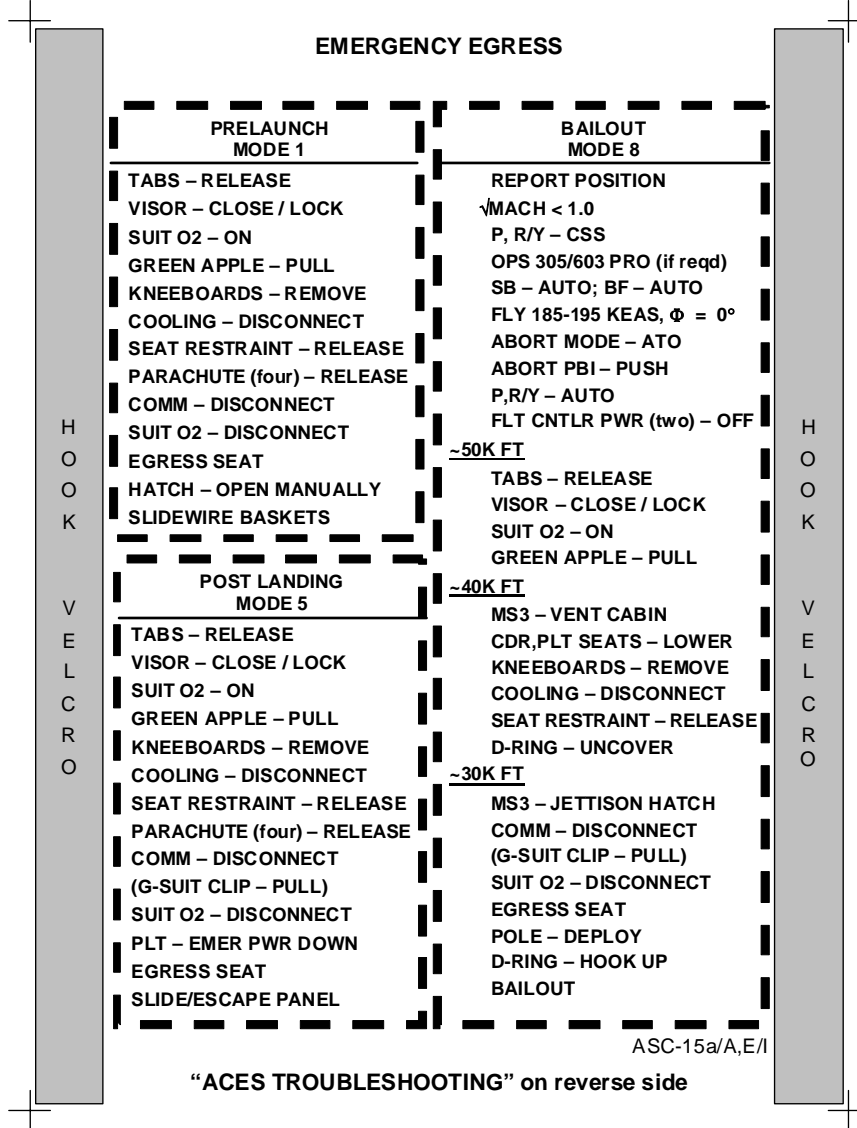 EMERGENCY EGRESS
PRELAUNCH
MODE 1
TABS – RELEASE
VISOR – CLOSE / LOCK
SUIT O2 – ON
GREEN APPLE – PULL
KNEEBOARDS – REMOVE
COOLING – DISCONNECT
SEAT RESTRAINT – RELEASE
PARACHUTE (four) – RELEASE
COMM – DISCONNECT
SUIT O2 – DISCONNECT
EGRESS SEAT
HATCH – OPEN MANUALLY
SLIDEWIRE BASKETS
POST LANDING
MODE 5
TABS – RELEASE
VISOR – CLOSE / LOCK
SUIT O2 – ON
GREEN APPLE – PULL
KNEEBOARDS – REMOVE
COOLING – DISCONNECT
SEAT RESTRAINT – RELEASE
PARACHUTE (four) – RELEASE
COMM – DISCONNECT
(G-SUIT CLIP – PULL)
SUIT O2 – DISCONNECT
PLT – EMER PWR DOWN
EGRESS SEAT
SLIDE/ESCAPE PANEL
BAILOUT
MODE 8
REPORT POSITION
√MACH < 1.0
P, R/Y – CSS
OPS 305/603 PRO (if reqd)
SB – AUTO; BF – AUTO
FLY 185-195 KEAS, Φ = 0°
ABORT MODE – ATO
ABORT PBI – PUSH
P,R/Y – AUTO
FLT CNTLR PWR (two) – OFF
~50K FT
TABS – RELEASE
VISOR – CLOSE / LOCK
SUIT O2 – ON
GREEN APPLE – PULL
~40K FT
MS3 – VENT CABIN
CDR,PLT SEATS – LOWER
KNEEBOARDS – REMOVE
COOLING – DISCONNECT
SEAT RESTRAINT – RELEASE
D-RING – UNCOVER
~30K FT
MS3 – JETTISON HATCH
COMM – DISCONNECT
(G-SUIT CLIP – PULL)
SUIT O2 – DISCONNECT
EGRESS SEAT
POLE – DEPLOY
D-RING – HOOK UP
BAILOUT
HOOK VELCRO
HOOK VELCRO
ASC-15a/A,E/I
“ACES TROUBLESHOOTING” on reverse side